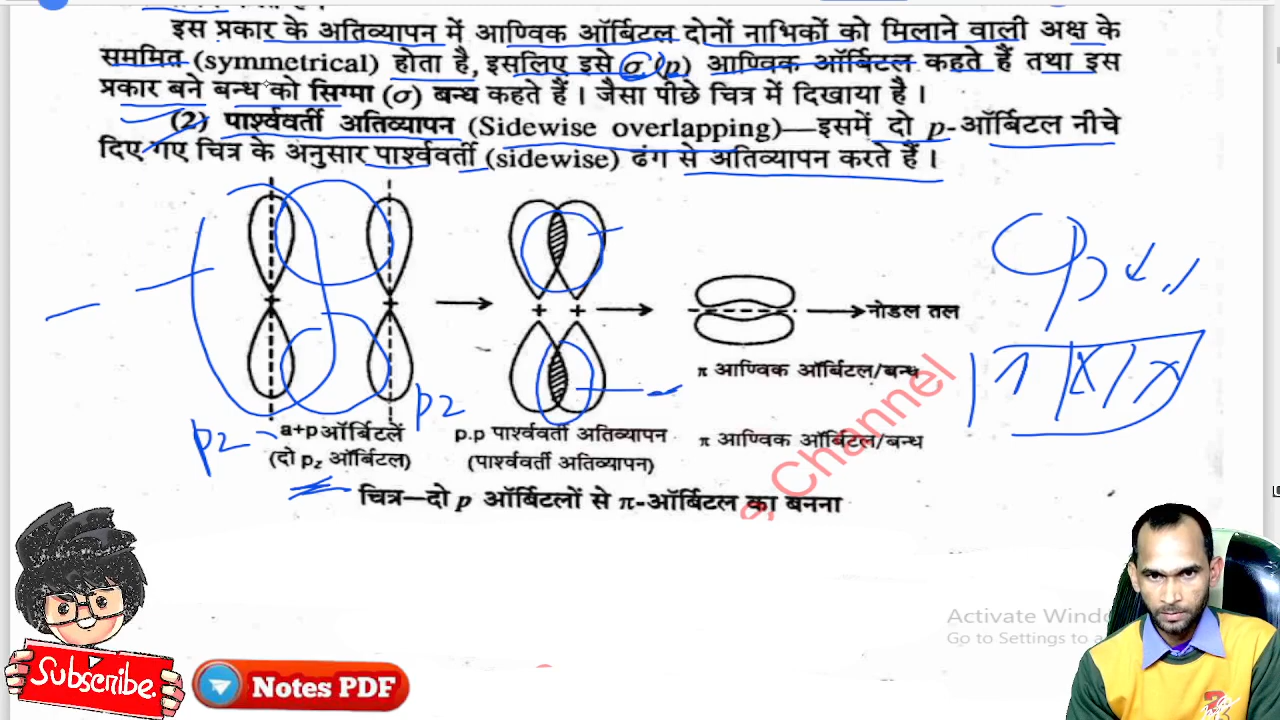 इस प्रकार के अतिव्यापन में आण्विक ऑर्बिटल दोनों नाभिकों को मिलाने वाली अक्ष के
सममित (symmetrical) होता है, इसलिए इसे σ (p) आण्विक ऑर्बिटल कहते हैं तथा इस
प्रकार बने बन्ध को सिग्मा (σ) बन्ध कहते हैं। जैसा पीछे चित्र में दिखाया है।
(2) पार्श्ववर्ती अतिव्यापन (Sidewise overlapping)—इसमें दो p-ऑर्बिटल नीचे
दिए गए चित्र के अनुसार पार्श्ववर्ती (sidewise) ढंग से अतिव्यापन करते हैं।
+ + → + + → → नोडल तल
π आण्विक ऑर्बिटल/बन्ध
pz pz
a+p ऑर्बिटलें p.p पार्श्ववर्ती अतिव्यापन π आण्विक ऑर्बिटल/बन्ध
(दो pz ऑर्बिटल) (पार्श्ववर्ती अतिव्यापन)
चित्र—दो p ऑर्बिटलों से π-ऑर्बिटल का बनना
Channel
Activate Windo
Go to Settings to a
Subscribe.
Notes PDF